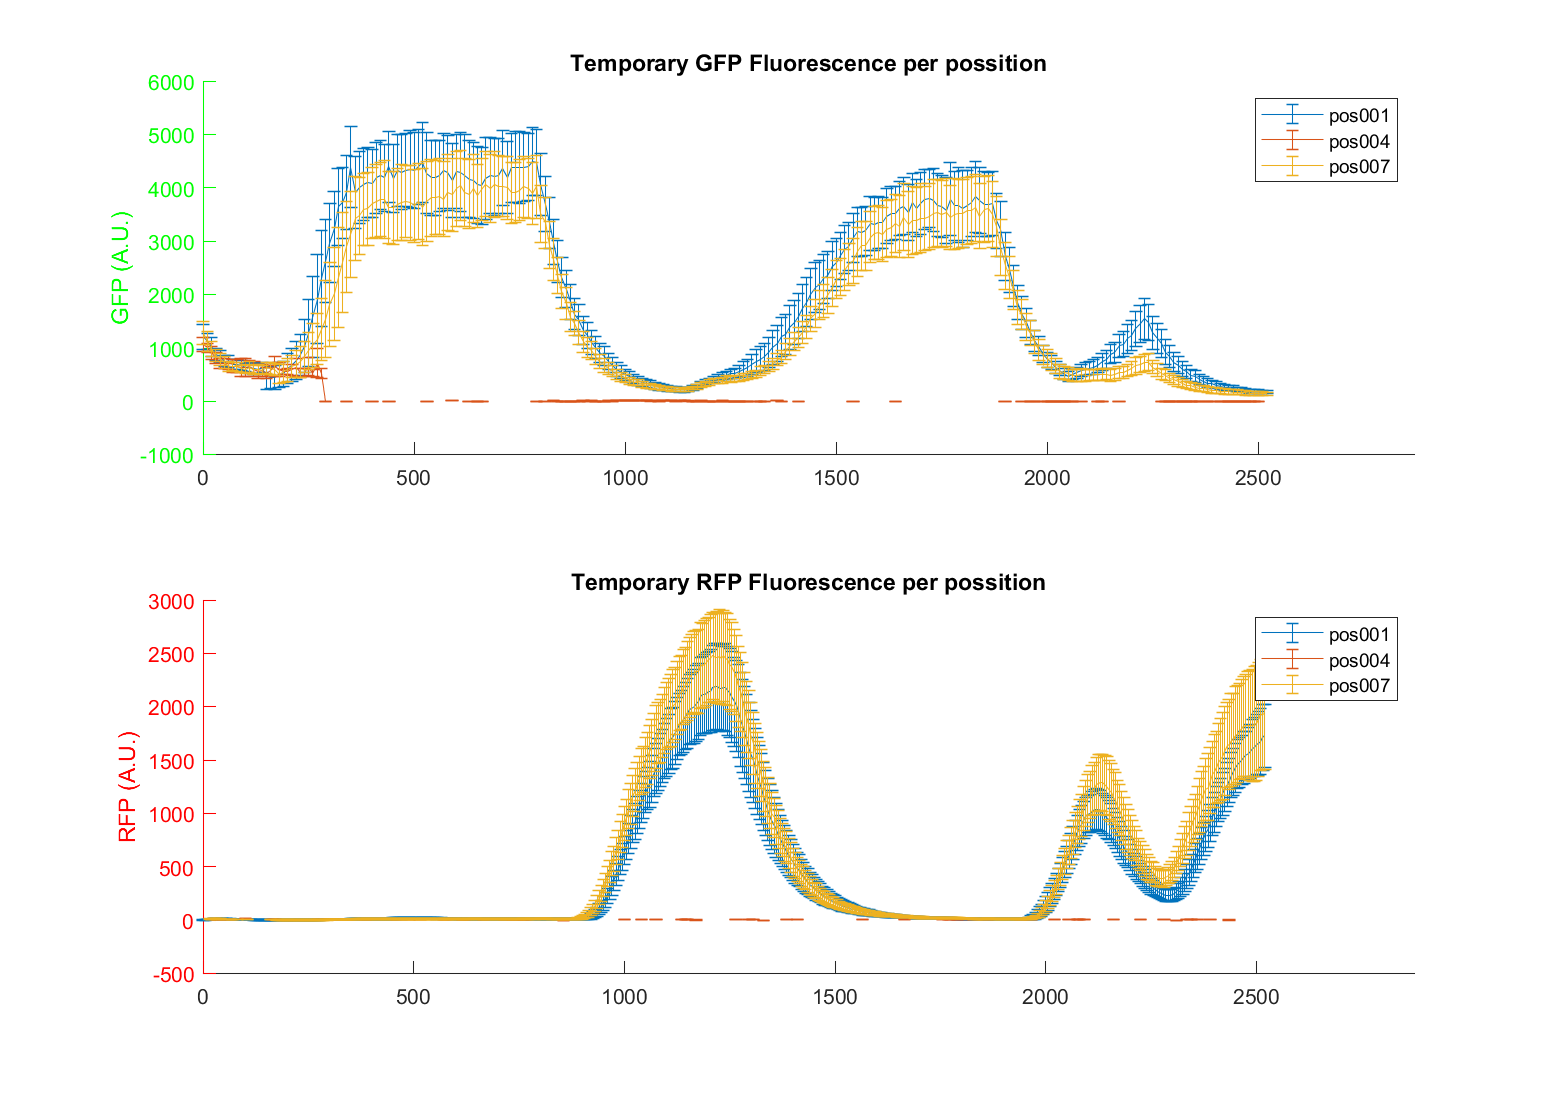 Temporary GFP Fluorescence per possition
6000
5000
4000
3000
2000
1000
0
-1000
GFP (A.U.)
0 500 1000 1500 2000 2500
pos001
pos004
pos007
Temporary RFP Fluorescence per possition
3000
2500
2000
1500
1000
500
0
-500
RFP (A.U.)
0 500 1000 1500 2000 2500
pos001
pos004
pos007